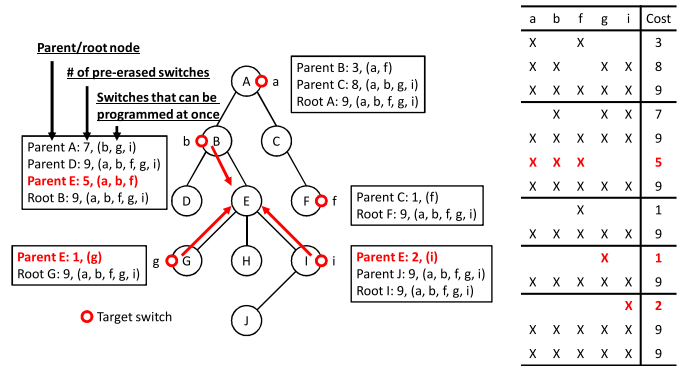 Parent/root node
# of pre-erased switches
Switches that can be
programmed at once
Parent A: 7, (b, g, i)
Parent D: 9, (a, b, f, g, i)
Parent E: 5, (a, b, f)
Root B: 9, (a, b, f, g, i)
A
a
Parent B: 3, (a, f)
Parent C: 8, (a, b, g, i)
Root A: 9, (a, b, f, g, i)
b
B
C
D
E
F
f
Parent C: 1, (f)
Root F: 9, (a, b, f, g, i)
Parent E: 1, (g)
Root G: 9, (a, b, f, g, i)
g
G
H
I
i
Parent E: 2, (i)
Parent J: 9, (a, b, f, g, i)
Root I: 9, (a, b, f, g, i)
J
Target switch
a b f g i Cost
X X 3
X X X X 8
X X X X X 9
X X X 7
X X X X X 9
X X X 5
X X X X X 9
X 1
X X X X X 9
X 1
X X X X X 9
X 2
X X X X X 9
X X X X X 9